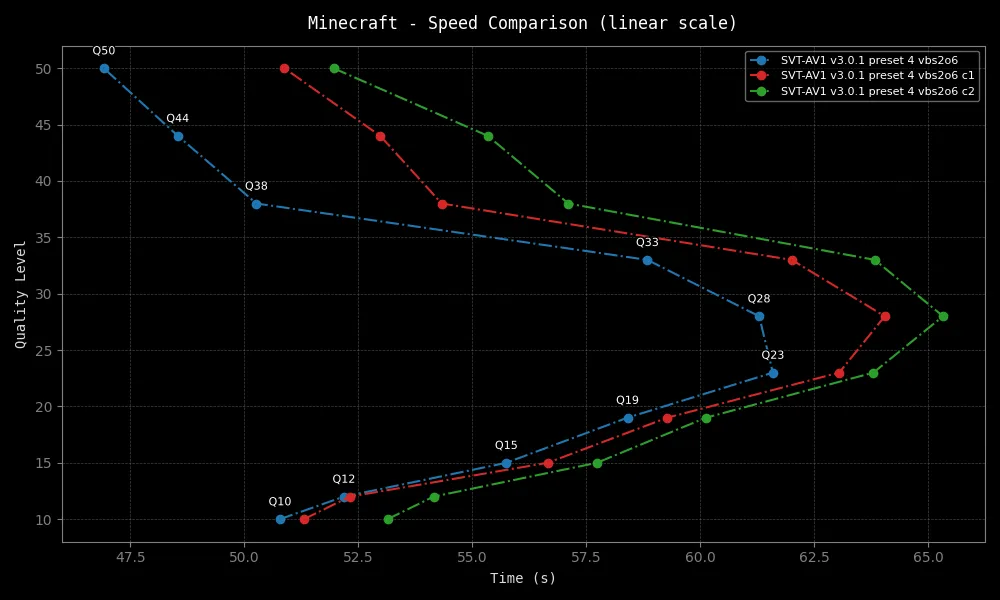 Minecraft - Speed Comparison (linear scale)
SVT-AV1 v3.0.1 preset 4 vbs2o6
SVT-AV1 v3.0.1 preset 4 vbs2o6 c1
SVT-AV1 v3.0.1 preset 4 vbs2o6 c2
Quality Level
50
45
40
35
30
25
20
15
10
Q50
Q44
Q38
Q33
Q28
Q23
Q19
Q15
Q12
Q10
47.5 50.0 52.5 55.0 57.5 60.0 62.5 65.0
Time (s)